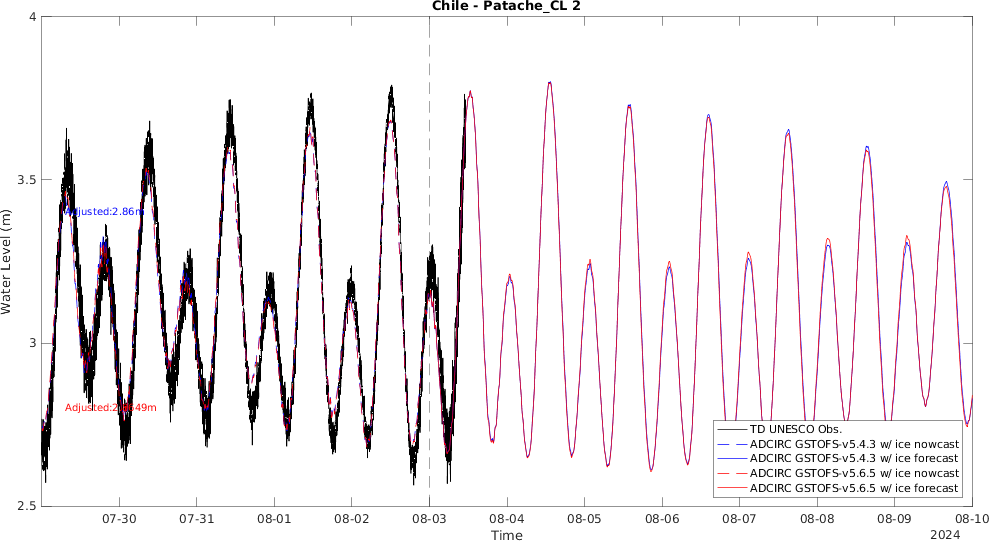 Chile - Patache_CL 2
4
3.5
3
2.5
Water Level (m)
Adjusted:2.86m
07-30
07-31
08-01
08-02
08-03
08-04
08-05
08-06
08-07
08-08
08-09
08-10
Time
2024
TD UNESCO Obs.
ADCIRC GSTOFS-v5.4.3 w/ ice nowcast
ADCIRC GSTOFS-v5.4.3 w/ ice forecast
ADCIRC GSTOFS-v5.6.5 w/ ice nowcast
ADCIRC GSTOFS-v5.6.5 w/ ice forecast